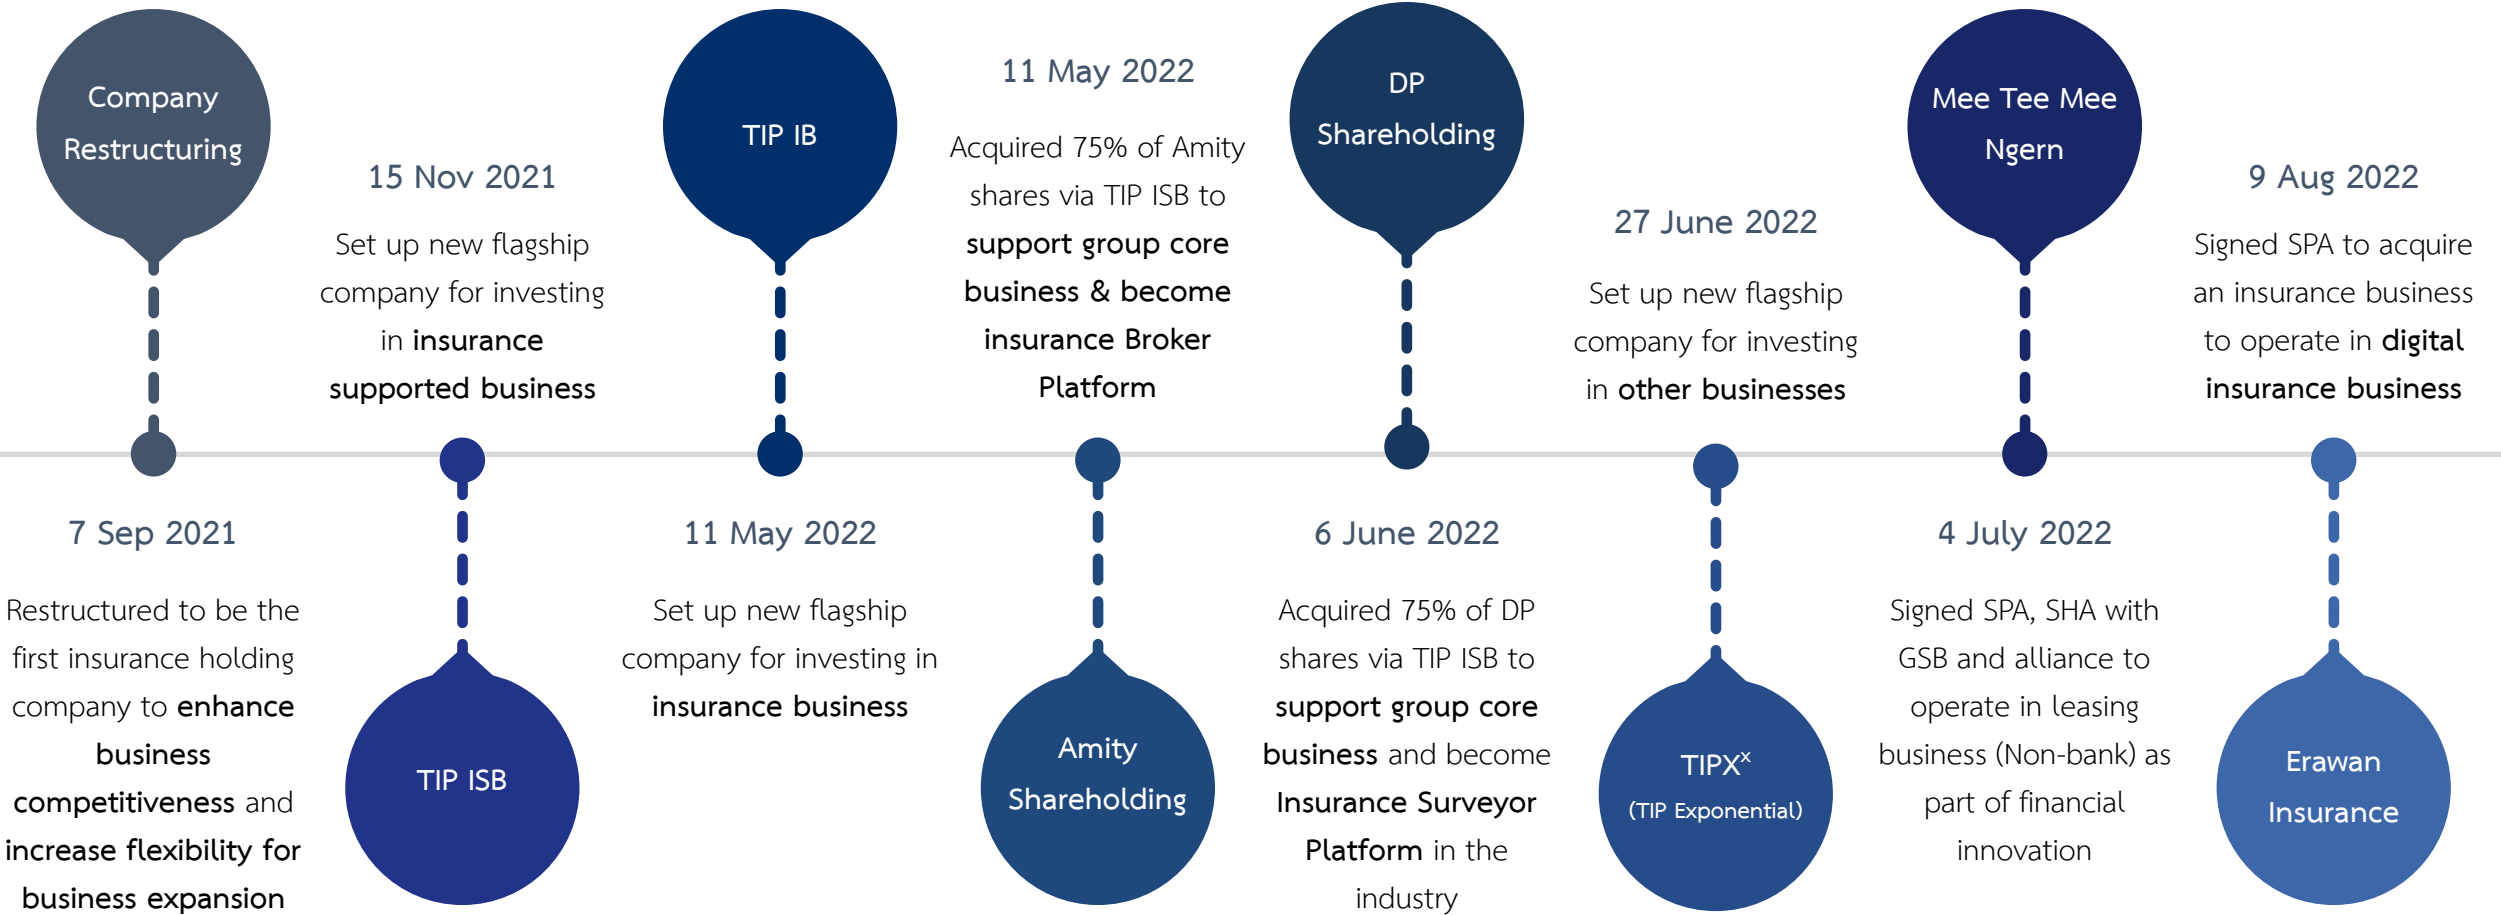 Company
Restructuring
7 Sep 2021
Restructured to be the
first insurance holding
company to enhance
business
competitiveness and
increase flexibility for
business expansion
15 Nov 2021
Set up new flagship
company for investing
in insurance
supported business
TIP ISB
TIP IB
11 May 2022
Set up new flagship
company for investing in
insurance business
11 May 2022
Acquired 75% of Amity
shares via TIP ISB to
support group core
business & become
insurance Broker
Platform
Amity
Shareholding
DP
Shareholding
6 June 2022
Acquired 75% of DP
shares via TIP ISB to
support group core
business and become
Insurance Surveyor
Platform in the
industry
27 June 2022
Set up new flagship
company for investing
in other businesses
TIPXˣ
(TIP Exponential)
Mee Tee Mee
Ngern
4 July 2022
Signed SPA, SHA with
GSB and alliance to
operate in leasing
business (Non-bank) as
part of financial
innovation
9 Aug 2022
Signed SPA to acquire
an insurance business
to operate in digital
insurance business
Erawan
Insurance